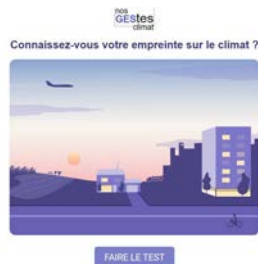 nos
GESTES
climat
Connaissez-vous votre empreinte sur le climat ?
FAIRE LE TEST